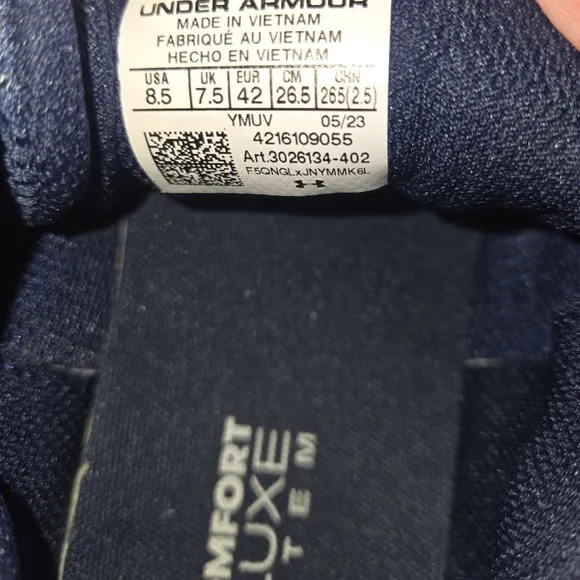 UNDER ARMOUR
MADE IN VIETNAM
FABRIQUÉ AU VIETNAM
HECHO EN VIETNAM
USA UK EUR CM CHN
8.5 7.5 42 26.5 265(2.5)
YMUV 05/23
4216109055
Art.3026134-402
F5QNGLxJNYMMK6L
MFORT
LUXE
TEM